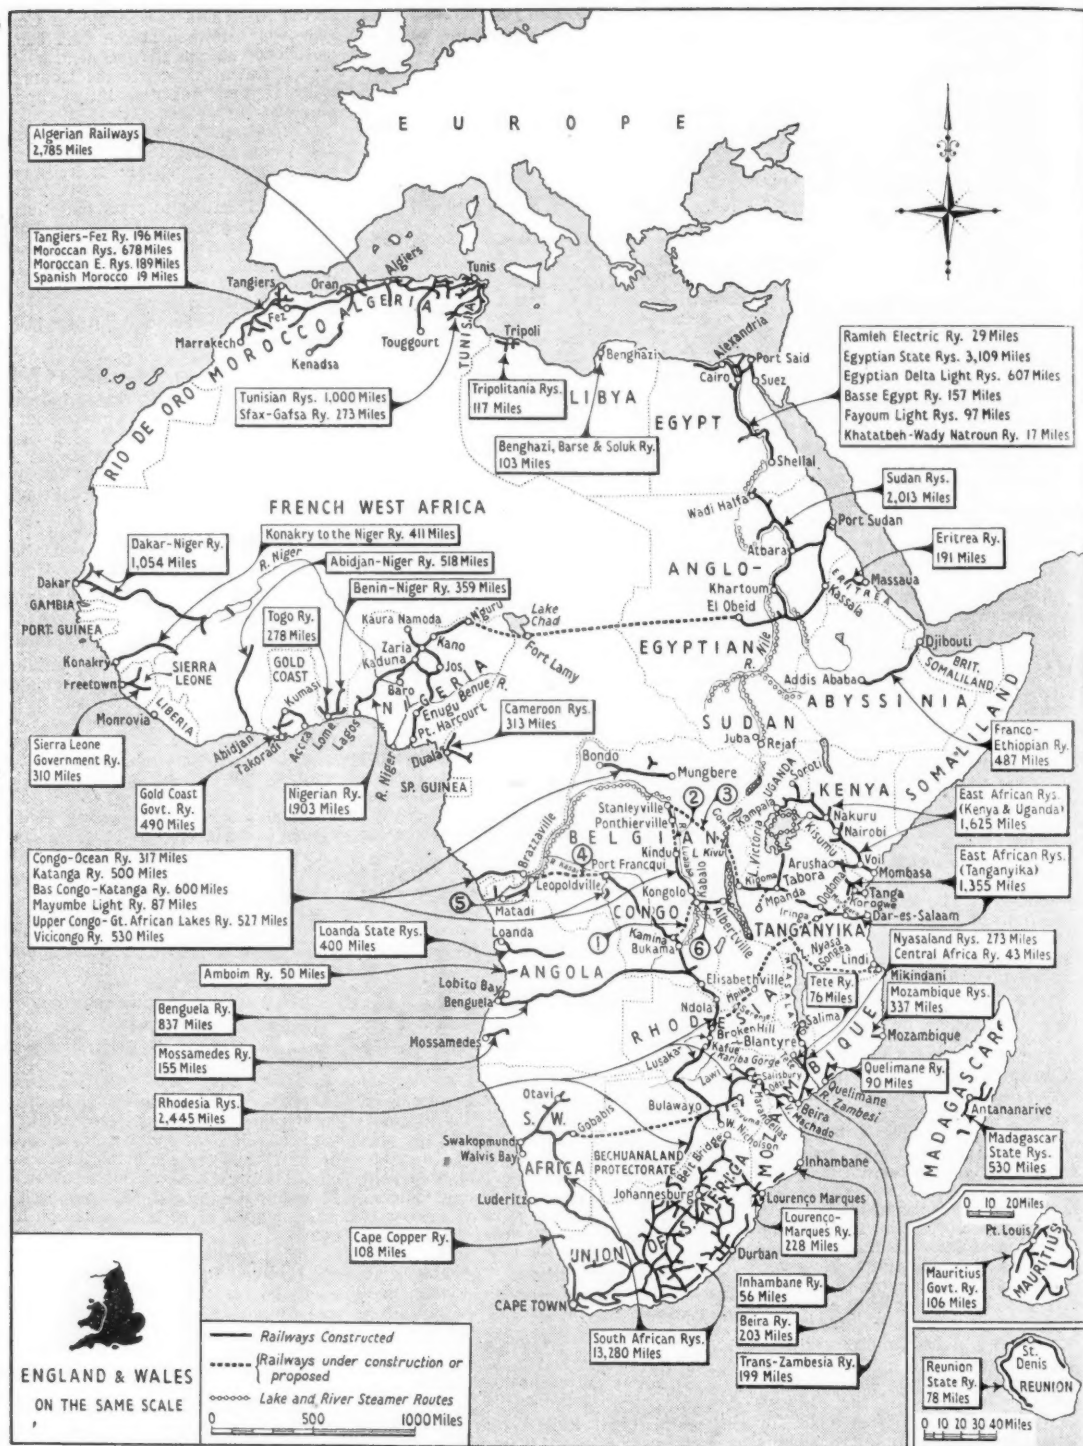 EUROPE
Algerian Railways
2,785 Miles
Tangiers-Fez Ry. 196 Miles
Moroccan Rys. 678 Miles
Moroccan E. Rys. 189 Miles
Spanish Morocco 19 Miles
Tangiers
Oran
Algiers
Tunis
Fez
Marrakech
Kenadsa
Touggourt
MOROCCO
ALGERIA
TUNISIA
Tripoli
Benghazi
Alexandria
Port Said
Cairo
Suez
Ramleh Electric Ry. 29 Miles
Egyptian State Rys. 3,109 Miles
Egyptian Delta Light Rys. 607 Miles
Basse Egypt Ry. 157 Miles
Fayoum Light Rys. 97 Miles
Khatatbeh-Wady Natroun Ry. 17 Miles
Tunisian Rys. 1,000 Miles
Sfax-Gafsa Ry. 273 Miles
Tripolitania Rys.
117 Miles
LIBYA
EGYPT
RIO DE ORO
Benghazi, Barse & Soluk Ry.
103 Miles
Shellal
Wadi Halfa
Sudan Rys.
2,013 Miles
FRENCH WEST AFRICA
Port Sudan
Konakry to the Niger Ry. 411 Miles
Dakar-Niger Ry.
1,054 Miles
R. Niger
Abidjan-Niger Ry. 518 Miles
Benin-Niger Ry. 359 Miles
Atbara
Eritrea Ry.
191 Miles
ANGLO-
EGYPTIAN
SUDAN
Khartoum
El Obeid
Kassala
ERITREA
Massaua
Dakar
GAMBIA
PORT. GUINEA
Togo Ry.
278 Miles
Kaura Namoda
Nguru
Lake
Chad
Fort Lamy
Zaria
Kaduna
Kano
Jos
R. Nile
Djibouti
BRIT.
SOMALILAND
Addis Ababa
ABYSSINIA
SOMALILAND
Konakry
SIERRA
LEONE
Freetown
GOLD
COAST
Kumasi
Baro
NIGERIA
Enugu
Benue R.
Pt. Harcourt
Monrovia
LIBERIA
Abidjan
Takoradi
Accra
Lome
Lagos
R. Niger
Duala
SP. GUINEA
Cameroon Rys.
313 Miles
Juba
Rejaf
Franco-
Ethiopian Ry.
487 Miles
Sierra Leone
Government Ry.
310 Miles
Gold Coast
Govt. Ry.
490 Miles
Nigerian Ry.
1,903 Miles
Bondo
Mungbere
UGANDA
Soroti
KENYA
Stanleyville
Ponthierville
②
③
Kampala
Nakuru
Nairobi
Kisumu
East African Rys.
(Kenya & Uganda)
1,625 Miles
Congo-Ocean Ry. 317 Miles
Katanga Ry. 500 Miles
Bas Congo-Katanga Ry. 600 Miles
Mayumbe Light Ry. 87 Miles
Upper Congo-Gt. African Lakes Ry. 527 Miles
Vicicongo Ry. 530 Miles
Brazzaville
BELGIAN
CONGO
④
Port Francqui
Kindu
L. Kivu
L. Victoria
Arusha
Voi
Mombasa
East African Rys.
(Tanganyika)
1,355 Miles
⑤
Leopoldville
Matadi
Kongolo
Kabalo
Kigoma
Tabora
Mpanda
Dodoma
Tanga
Korogwe
Iringa
Dar-es-Salaam
TANGANYIKA
Albertville
①
⑥
Loanda State Rys.
400 Miles
Loanda
Kamina
Bukama
Nyasa
Songea
Lindi
Mikindani
Nyasaland Rys. 273 Miles
Central Africa Ry. 43 Miles
Amboim Ry. 50 Miles
ANGOLA
Lobito Bay
Benguela
Elisabethville
Mpika
Serenje
Tete Ry.
76 Miles
Mozambique Rys.
337 Miles
Benguela Ry.
837 Miles
Ndola
Salima
RHODESIA
NYASALAND
Broken Hill
Kafue
Blantyre
Tete
Mozambique
MOZAMBIQUE
Mossamedes Ry.
155 Miles
Mossamedes
Lusaka
Kariba Gorge
Zawi
Salisbury
Quelimane Ry.
90 Miles
Quelimane
R. Zambesi
Rhodesia Rys.
2,445 Miles
Otavi
Gobabis
S. W.
AFRICA
Bulawayo
Umvuma
Marandellas
W. Nicholson
Beira
V. Machado
Antananarive
MADAGASCAR
Madagascar
State Rys.
530 Miles
Swakopmund
Walvis Bay
BECHUANALAND
PROTECTORATE
Beit Bridge
Inhambane
Luderitz
Johannesburg
Lourenço Marques
Lourenço-
Marques Ry.
228 Miles
0 10 20 Miles
Pt. Louis
MAURITIUS
Mauritius
Govt. Ry.
106 Miles
Cape Copper Ry.
108 Miles
UNION OF S. AFRICA
Durban
CAPE TOWN
Inhambane Ry.
56 Miles
Beira Ry.
203 Miles
Trans-Zambesia Ry.
199 Miles
South African Rys.
13,280 Miles
St.
Denis
REUNION
Reunion
State Ry.
78 Miles
0 10 20 30 40 Miles
ENGLAND & WALES
ON THE SAME SCALE
Railways Constructed
Railways under construction or
proposed
Lake and River Steamer Routes
0 500 1000 Miles